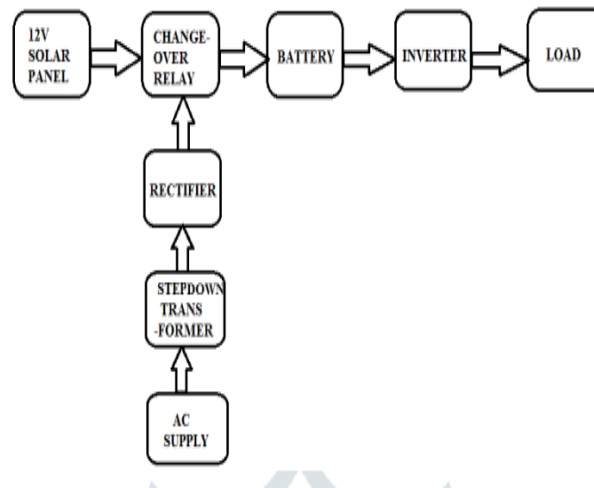 12V
SOLAR
PANEL
CHANGE-
OVER
RELAY
BATTERY
INVERTER
LOAD
RECTIFIER
STEPDOWN
TRANS
-FORMER
AC
SUPPLY